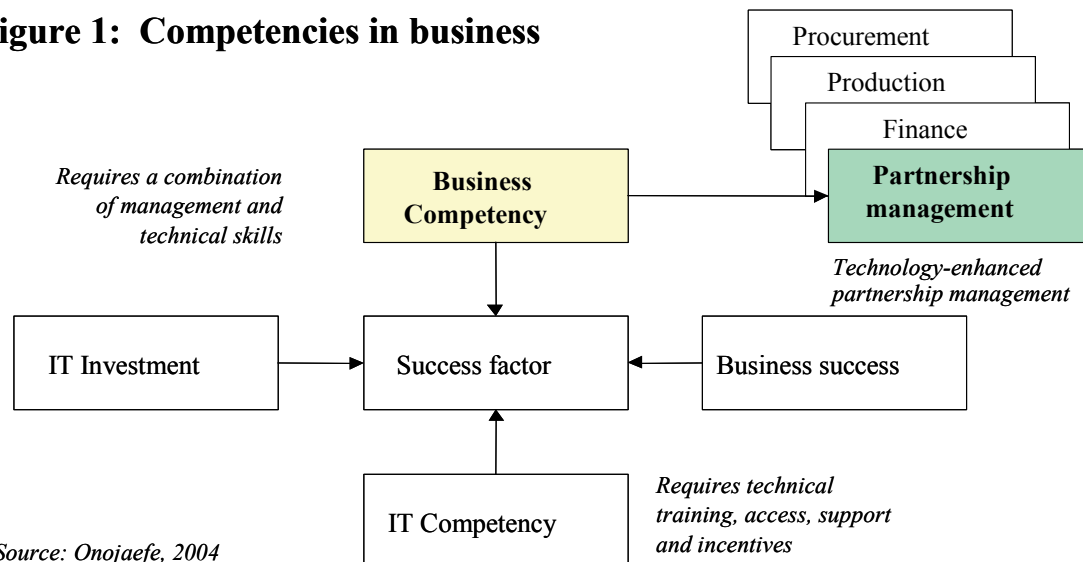 igure 1: Competencies in business
Procurement
Production
Finance
Partnership
management
Technology-enhanced
partnership management
Requires a combination
of management and
technical skills
Business
Competency
IT Investment
Success factor
Business success
IT Competency
Requires technical
training, access, support
and incentives
Source: Onojaefe, 2004